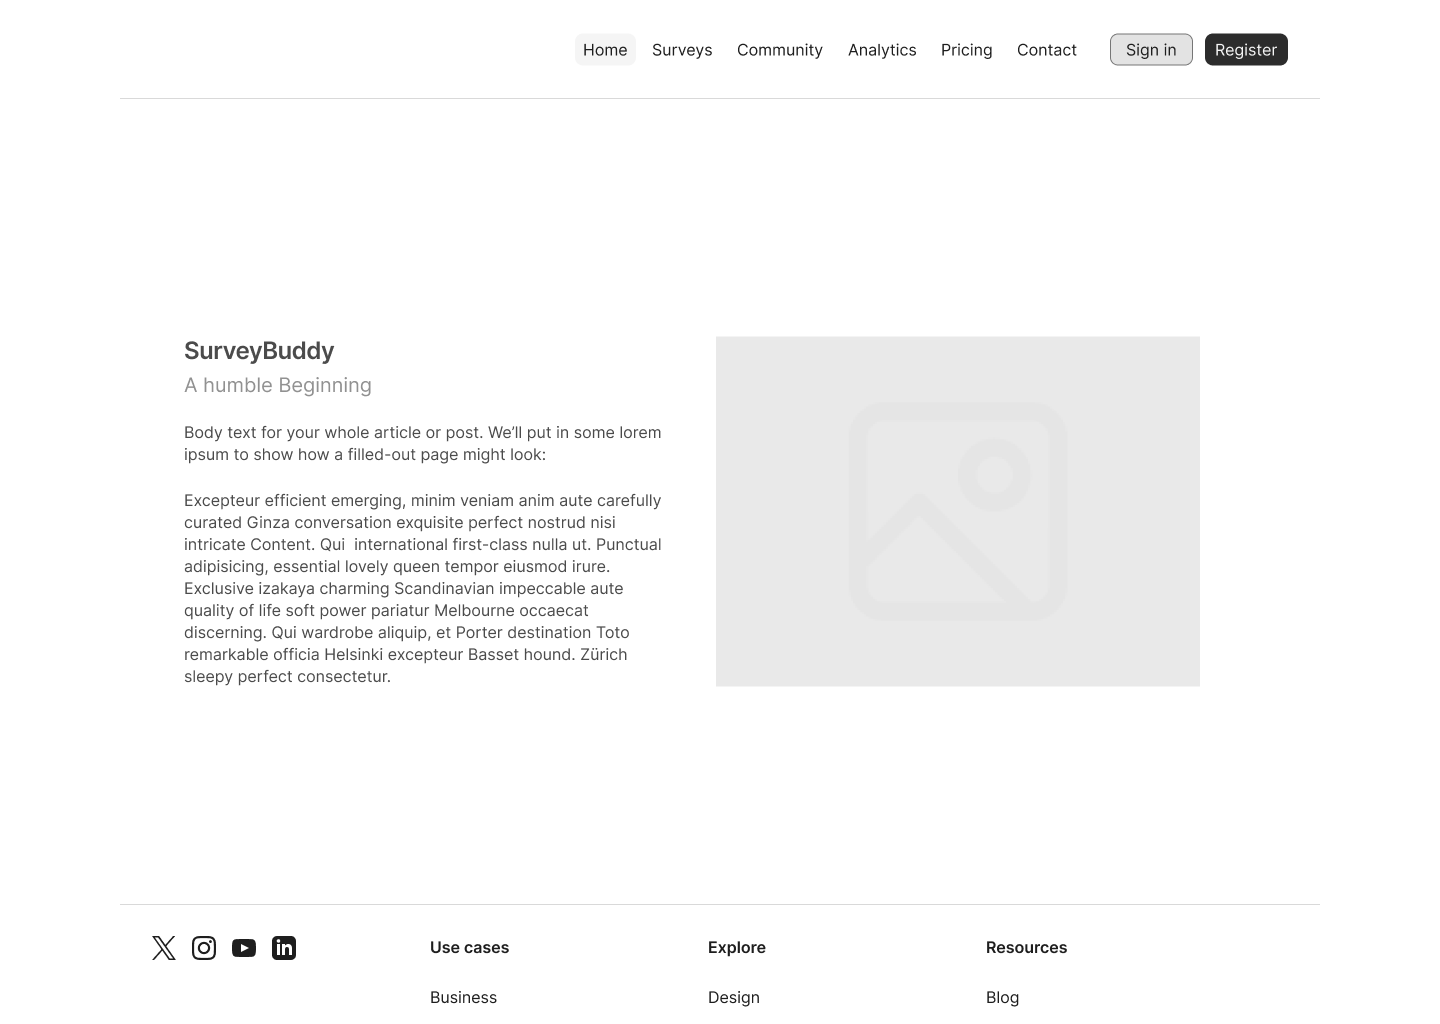 Home Surveys Community Analytics Pricing Contact Sign in Register
SurveyBuddy
A humble Beginning
Body text for your whole article or post. We’ll put in some lorem
ipsum to show how a filled-out page might look:
Excepteur efficient emerging, minim veniam anim aute carefully
curated Ginza conversation exquisite perfect nostrud nisi
intricate Content. Qui  international first-class nulla ut. Punctual
adipisicing, essential lovely queen tempor eiusmod irure.
Exclusive izakaya charming Scandinavian impeccable aute
quality of life soft power pariatur Melbourne occaecat
discerning. Qui wardrobe aliquip, et Porter destination Toto
remarkable officia Helsinki excepteur Basset hound. Zürich
sleepy perfect consectetur.
Use cases Explore Resources
Business Design Blog